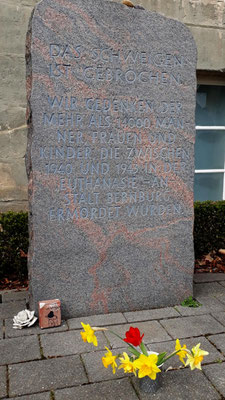 DAS SCHWEIGEN
IST GEBROCHEN.
WIR GEDENKEN DER
MEHR ALS 14000 MÄN
NER, FRAUEN UND
KINDER, DIE ZWISCHEN
1940 UND 1943 IN DER
EUTHANASIE-AN
STALT BERNBURG
ERMORDET WURDEN.